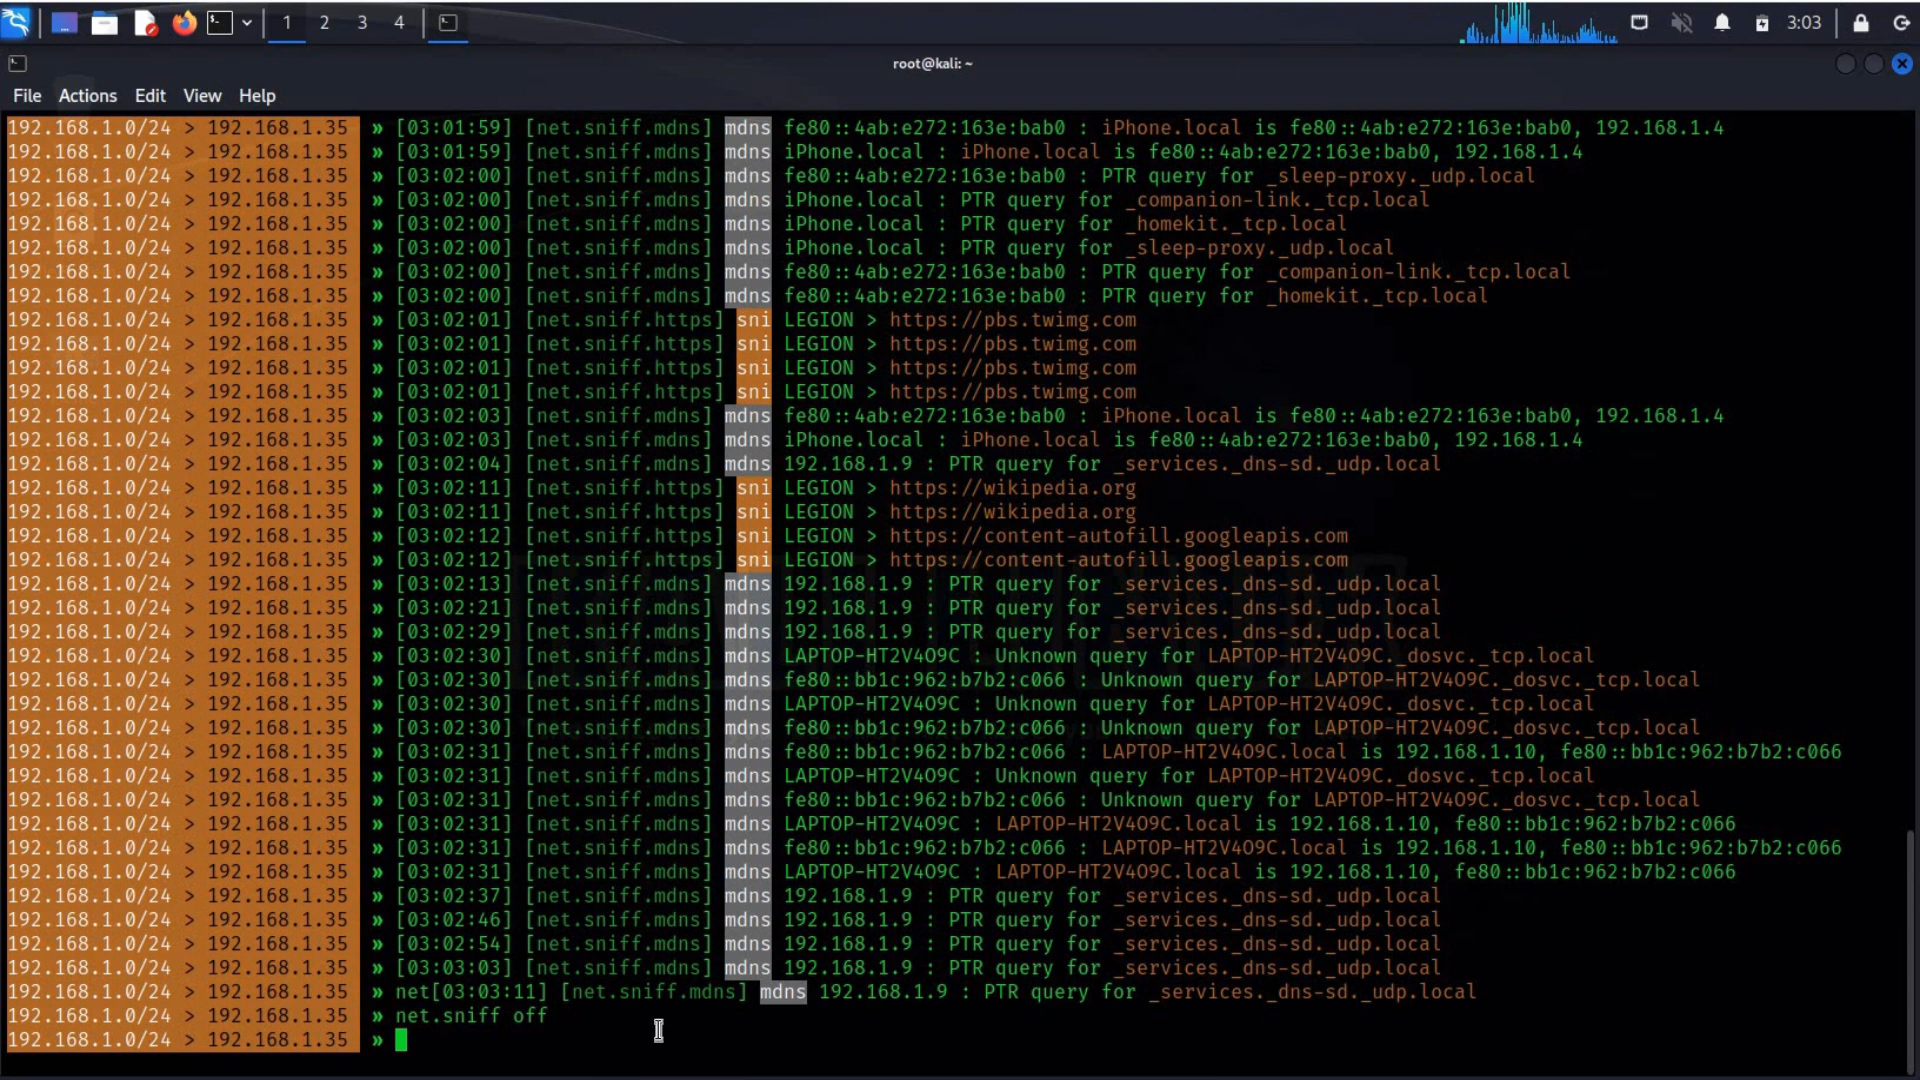 1 2 3 4 3:03
root@kali: ~
File Actions Edit View Help
192.168.1.0/24 > 192.168.1.35 » [03:01:59] [net.sniff.mdns] mdns fe80::4ab:e272:163e:bab0 : iPhone.local is fe80::4ab:e272:163e:bab0, 192.168.1.4
192.168.1.0/24 > 192.168.1.35 » [03:01:59] [net.sniff.mdns] mdns iPhone.local : iPhone.local is fe80::4ab:e272:163e:bab0, 192.168.1.4
192.168.1.0/24 > 192.168.1.35 » [03:02:00] [net.sniff.mdns] mdns fe80::4ab:e272:163e:bab0 : PTR query for _sleep-proxy._udp.local
192.168.1.0/24 > 192.168.1.35 » [03:02:00] [net.sniff.mdns] mdns iPhone.local : PTR query for _companion-link._tcp.local
192.168.1.0/24 > 192.168.1.35 » [03:02:00] [net.sniff.mdns] mdns iPhone.local : PTR query for _homekit._tcp.local
192.168.1.0/24 > 192.168.1.35 » [03:02:00] [net.sniff.mdns] mdns iPhone.local : PTR query for _sleep-proxy._udp.local
192.168.1.0/24 > 192.168.1.35 » [03:02:00] [net.sniff.mdns] mdns fe80::4ab:e272:163e:bab0 : PTR query for _companion-link._tcp.local
192.168.1.0/24 > 192.168.1.35 » [03:02:00] [net.sniff.mdns] mdns fe80::4ab:e272:163e:bab0 : PTR query for _homekit._tcp.local
192.168.1.0/24 > 192.168.1.35 » [03:02:01] [net.sniff.https] sni LEGION > https://pbs.twimg.com
192.168.1.0/24 > 192.168.1.35 » [03:02:01] [net.sniff.https] sni LEGION > https://pbs.twimg.com
192.168.1.0/24 > 192.168.1.35 » [03:02:01] [net.sniff.https] sni LEGION > https://pbs.twimg.com
192.168.1.0/24 > 192.168.1.35 » [03:02:01] [net.sniff.https] sni LEGION > https://pbs.twimg.com
192.168.1.0/24 > 192.168.1.35 » [03:02:03] [net.sniff.mdns] mdns fe80::4ab:e272:163e:bab0 : iPhone.local is fe80::4ab:e272:163e:bab0, 192.168.1.4
192.168.1.0/24 > 192.168.1.35 » [03:02:03] [net.sniff.mdns] mdns iPhone.local : iPhone.local is fe80::4ab:e272:163e:bab0, 192.168.1.4
192.168.1.0/24 > 192.168.1.35 » [03:02:04] [net.sniff.mdns] mdns 192.168.1.9 : PTR query for _services._dns-sd._udp.local
192.168.1.0/24 > 192.168.1.35 » [03:02:11] [net.sniff.https] sni LEGION > https://wikipedia.org
192.168.1.0/24 > 192.168.1.35 » [03:02:11] [net.sniff.https] sni LEGION > https://wikipedia.org
192.168.1.0/24 > 192.168.1.35 » [03:02:12] [net.sniff.https] sni LEGION > https://content-autofill.googleapis.com
192.168.1.0/24 > 192.168.1.35 » [03:02:12] [net.sniff.https] sni LEGION > https://content-autofill.googleapis.com
192.168.1.0/24 > 192.168.1.35 » [03:02:13] [net.sniff.mdns] mdns 192.168.1.9 : PTR query for _services._dns-sd._udp.local
192.168.1.0/24 > 192.168.1.35 » [03:02:21] [net.sniff.mdns] mdns 192.168.1.9 : PTR query for _services._dns-sd._udp.local
192.168.1.0/24 > 192.168.1.35 » [03:02:29] [net.sniff.mdns] mdns 192.168.1.9 : PTR query for _services._dns-sd._udp.local
192.168.1.0/24 > 192.168.1.35 » [03:02:30] [net.sniff.mdns] mdns LAPTOP-HT2V4O9C : Unknown query for LAPTOP-HT2V4O9C._dosvc._tcp.local
192.168.1.0/24 > 192.168.1.35 » [03:02:30] [net.sniff.mdns] mdns fe80::bb1c:962:b7b2:c066 : Unknown query for LAPTOP-HT2V4O9C._dosvc._tcp.local
192.168.1.0/24 > 192.168.1.35 » [03:02:30] [net.sniff.mdns] mdns LAPTOP-HT2V4O9C : Unknown query for LAPTOP-HT2V4O9C._dosvc._tcp.local
192.168.1.0/24 > 192.168.1.35 » [03:02:30] [net.sniff.mdns] mdns fe80::bb1c:962:b7b2:c066 : Unknown query for LAPTOP-HT2V4O9C._dosvc._tcp.local
192.168.1.0/24 > 192.168.1.35 » [03:02:31] [net.sniff.mdns] mdns fe80::bb1c:962:b7b2:c066 : LAPTOP-HT2V4O9C.local is 192.168.1.10, fe80::bb1c:962:b7b2:c066
192.168.1.0/24 > 192.168.1.35 » [03:02:31] [net.sniff.mdns] mdns LAPTOP-HT2V4O9C : Unknown query for LAPTOP-HT2V4O9C._dosvc._tcp.local
192.168.1.0/24 > 192.168.1.35 » [03:02:31] [net.sniff.mdns] mdns fe80::bb1c:962:b7b2:c066 : Unknown query for LAPTOP-HT2V4O9C._dosvc._tcp.local
192.168.1.0/24 > 192.168.1.35 » [03:02:31] [net.sniff.mdns] mdns LAPTOP-HT2V4O9C : LAPTOP-HT2V4O9C.local is 192.168.1.10, fe80::bb1c:962:b7b2:c066
192.168.1.0/24 > 192.168.1.35 » [03:02:31] [net.sniff.mdns] mdns fe80::bb1c:962:b7b2:c066 : LAPTOP-HT2V4O9C.local is 192.168.1.10, fe80::bb1c:962:b7b2:c066
192.168.1.0/24 > 192.168.1.35 » [03:02:31] [net.sniff.mdns] mdns LAPTOP-HT2V4O9C : LAPTOP-HT2V4O9C.local is 192.168.1.10, fe80::bb1c:962:b7b2:c066
192.168.1.0/24 > 192.168.1.35 » [03:02:37] [net.sniff.mdns] mdns 192.168.1.9 : PTR query for _services._dns-sd._udp.local
192.168.1.0/24 > 192.168.1.35 » [03:02:46] [net.sniff.mdns] mdns 192.168.1.9 : PTR query for _services._dns-sd._udp.local
192.168.1.0/24 > 192.168.1.35 » [03:02:54] [net.sniff.mdns] mdns 192.168.1.9 : PTR query for _services._dns-sd._udp.local
192.168.1.0/24 > 192.168.1.35 » [03:03:03] [net.sniff.mdns] mdns 192.168.1.9 : PTR query for _services._dns-sd._udp.local
192.168.1.0/24 > 192.168.1.35 » net[03:03:11] [net.sniff.mdns] mdns 192.168.1.9 : PTR query for _services._dns-sd._udp.local
192.168.1.0/24 > 192.168.1.35 » net.sniff off
192.168.1.0/24 > 192.168.1.35 »